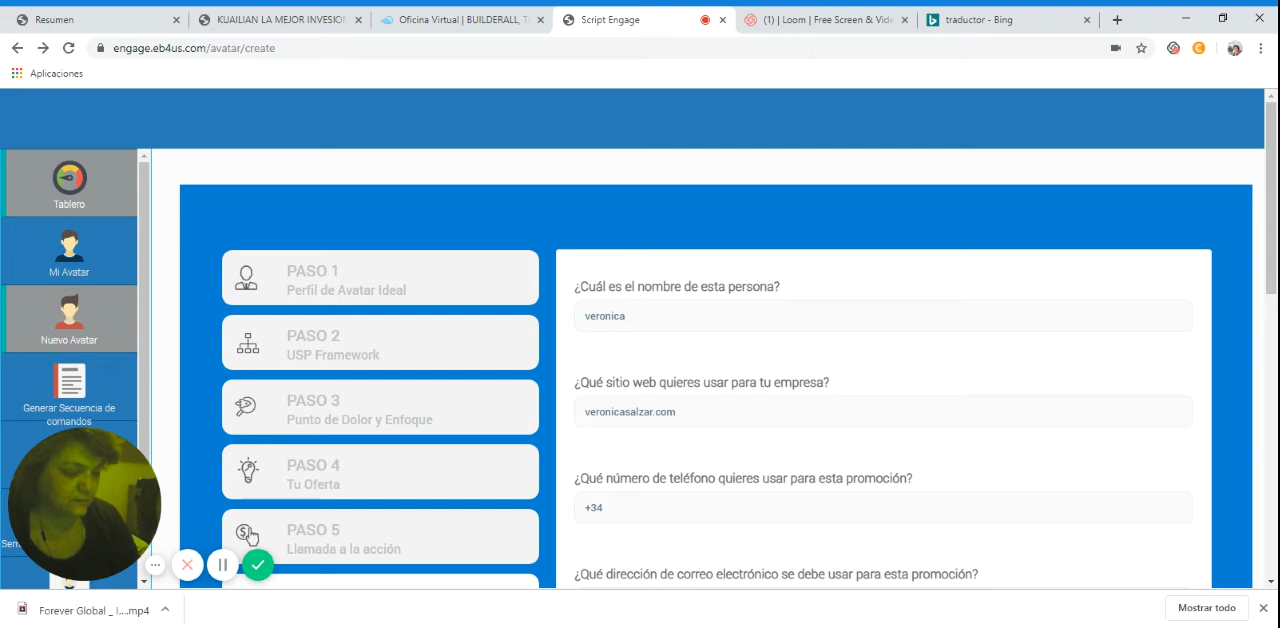 Resumen
KUAILIAN LA MEJOR INVESION
Oficina Virtual | BUILDERALL, T
Script Engage
(1) | Loom | Free Screen & Vide
traductor - Bing
engage.eb4us.com/avatar/create
Aplicaciones
Tablero
Mi Avatar
Nuevo Avatar
Generar Secuencia de
comandos
Sem
PASO 1
Perfil de Avatar Ideal
PASO 2
USP Framework
PASO 3
Punto de Dolor y Enfoque
PASO 4
Tu Oferta
PASO 5
Llamada a la acción
¿Cuál es el nombre de esta persona?
veronica
¿Qué sitio web quieres usar para tu empresa?
veronicasalzar.com
¿Qué número de teléfono quieres usar para esta promoción?
+34
¿Qué dirección de correo electrónico se debe usar para esta promoción?
Forever Global _ I....mp4
Mostrar todo